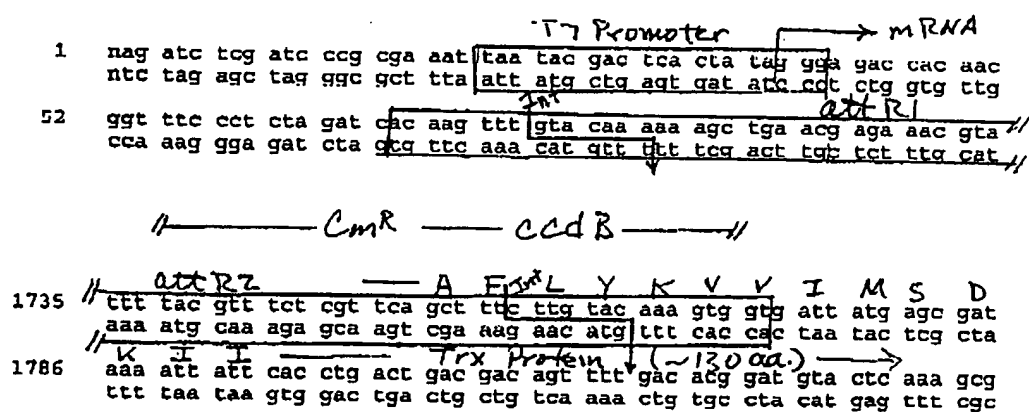 T7 Promoter → mRNA
1 nag atc tcg atc ccg cga aat taa tac gac tca cta tag gga gac cac aac
ntc tag agc tag ggc gct tta att atg ctg agt gat atc cct ctg gtg ttg
Int att R1
52 ggt ttc cct cta gat cac aag ttt gta caa aaa agc tga acg aga aac gta
cca aag gga gat cta gtg ttc aaa cat gtt ttt tcg act tgc tct ttg cat
CmR ccdB
att R2 A F Int L Y K V V I M S D
1735 ttt tac gtt tct cgt tca gct ttc ttg tac aaa gtg gtg att atg agc gat
aaa atg caa aga gca agt cga aag aac atg ttt cac cac taa tac tcg cta
K I I Trx Protein (~130 aa.)
1786 aaa att att cac ctg act gac gac agt ttt gac acg gat gta ctc aaa gcg
ttt taa taa gtg gac tga ctg ctg tca aaa ctg tgc cta cat gag ttt cgc